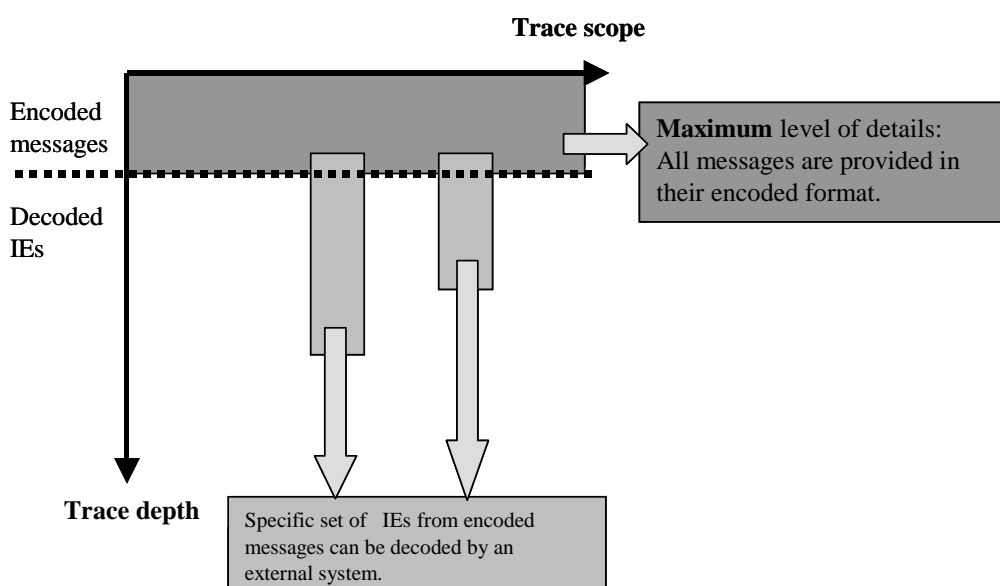 Trace scope
Encoded
messages
Maximum level of details:
All messages are provided in
their encoded format.
Decoded
IEs
Trace depth
Specific set of IEs from encoded
messages can be decoded by an
external system.